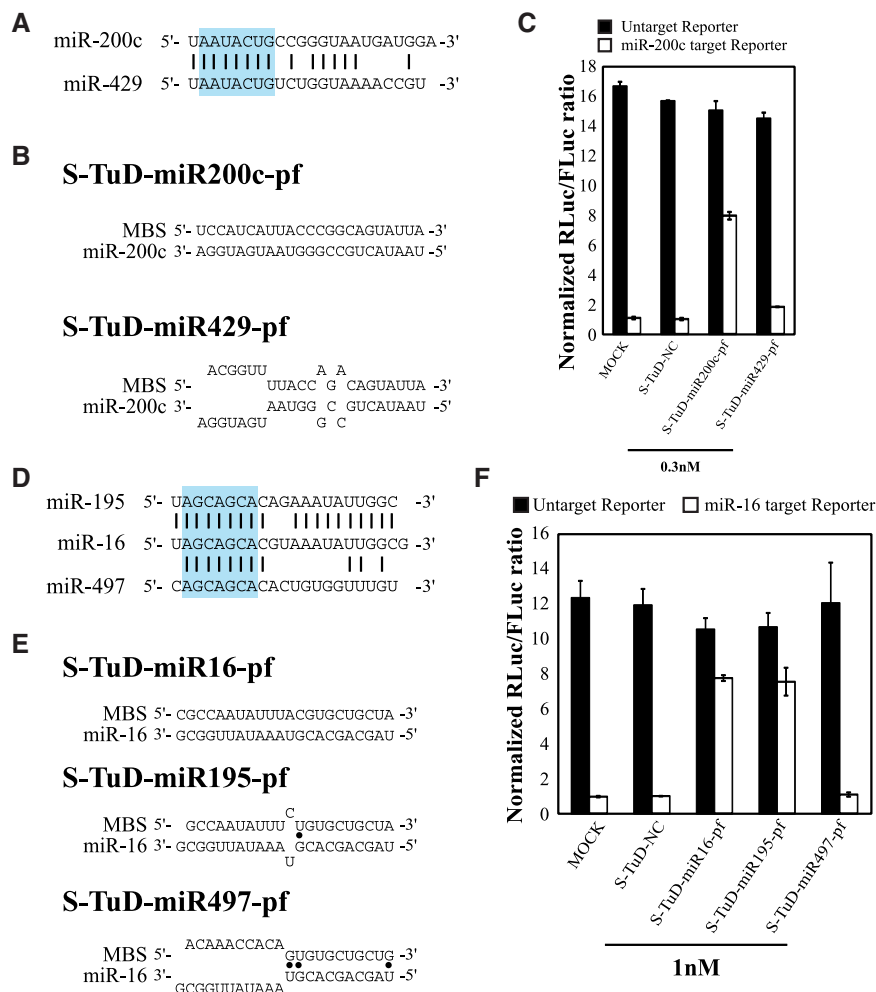 A
miR-200c 5'- UAAUACUGCCGGGUAAUGAUGGA -3'
miR-429 5'- UAAUACUGUCUGGUAAAACCGU -3'
B
S-TuD-miR200c-pf
MBS 5'- UCCAUCAUUACCCGGCAGUAUUA -3'
miR-200c 3'- AGGUAGUAAUGGGCCGUCAUAAU -5'
S-TuD-miR429-pf
ACGGUU A A
MBS 5'- UUACC G CAGUAUUA -3'
miR-200c 3'- AAUGG C GUCAUAAU -5'
AGGUAGU G C
C
Untarget Reporter
miR-200c target Reporter
Normalized RLuc/FLuc ratio
18
16
14
12
10
8
6
4
2
0
MOCK
S-TuD-NC
S-TuD-miR200c-pf
S-TuD-miR429-pf
0.3nM
D
miR-195 5'- UAGCAGCACAGAAAUAUUGGC -3'
miR-16 5'- UAGCAGCACGUAAAUAUUGGCG -3'
miR-497 5'- CAGCAGCACACUGUGGUUUGU -3'
E
S-TuD-miR16-pf
MBS 5'- CGCCAAUAUUUACGUGCUGCUA -3'
miR-16 3'- GCGGUUAUAAAUGCACGACGAU -5'
S-TuD-miR195-pf
C
MBS 5'- GCCAAUAUUU UGUGCUGCUA -3'
miR-16 3'- GCGGUUAUAAA GCACGACGAU -5'
U
S-TuD-miR497-pf
ACAAACCACA
MBS 5'- GUGUGCUGCUG -3'
miR-16 3'- UGCACGACGAU -5'
GCGGUUAUAAA
F
Untarget Reporter miR-16 target Reporter
Normalized RLuc/FLuc ratio
16
14
12
10
8
6
4
2
0
MOCK
S-TuD-NC
S-TuD-miR16-pf
S-TuD-miR195-pf
S-TuD-miR497-pf
1nM